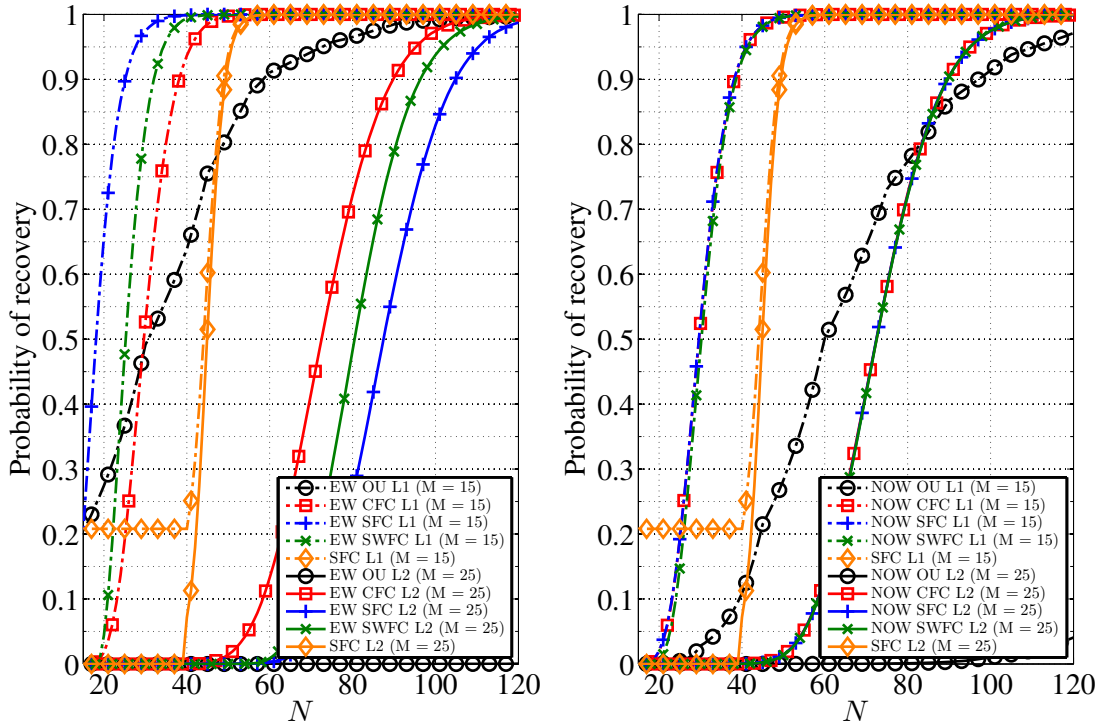 1
0.9
0.8
0.7
0.6
0.5
0.4
0.3
0.2
0.1
0
20
40
60
80
100
120
Probability of recovery
N
EW OU L1 (M = 15)
EW CFC L1 (M = 15)
EW SFC L1 (M = 15)
EW SWFC L1 (M = 15)
SFC L1 (M = 15)
EW OU L2 (M = 25)
EW CFC L2 (M = 25)
EW SFC L2 (M = 25)
EW SWFC L2 (M = 25)
SFC L2 (M = 25)
1
0.9
0.8
0.7
0.6
0.5
0.4
0.3
0.2
0.1
0
20
40
60
80
100
120
Probability of recovery
N
NOW OU L1 (M = 15)
NOW CFC L1 (M = 15)
NOW SFC L1 (M = 15)
NOW SWFC L1 (M = 15)
SFC L1 (M = 15)
NOW OU L2 (M = 25)
NOW CFC L2 (M = 25)
NOW SFC L2 (M = 25)
NOW SWFC L2 (M = 25)
SFC L2 (M = 25)